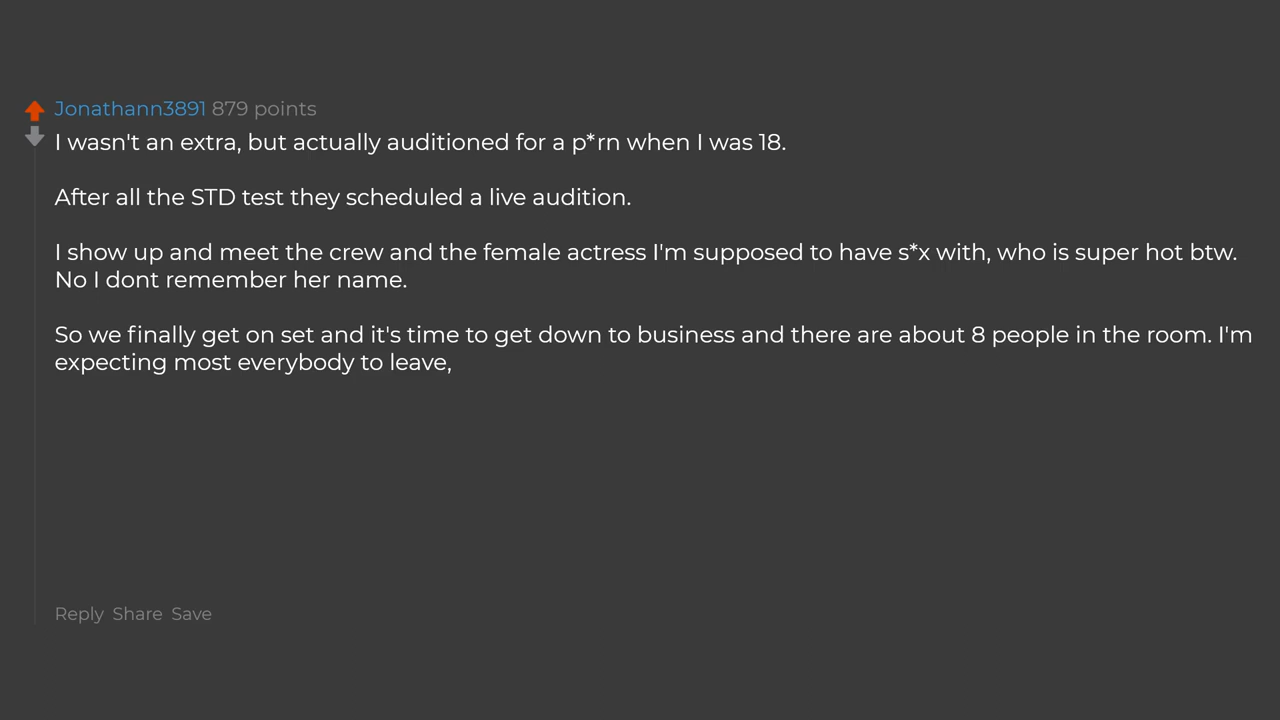 Jonathann3891 879 points
I wasn't an extra, but actually auditioned for a p*rn when I was 18.
After all the STD test they scheduled a live audition.
I show up and meet the crew and the female actress I'm supposed to have s*x with, who is super hot btw.
No I dont remember her name.
So we finally get on set and it's time to get down to business and there are about 8 people in the room. I'm
expecting most everybody to leave,
Reply Share Save